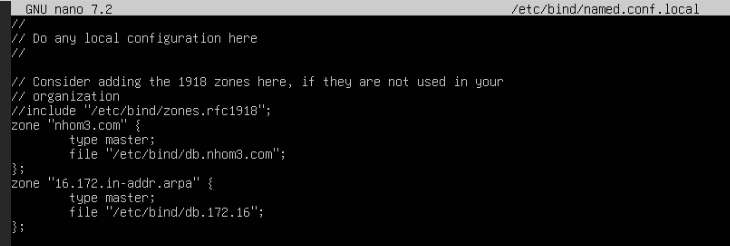 GNU nano 7.2 /etc/bind/named.conf.local
//
// Do any local configuration here
//
// Consider adding the 1918 zones here, if they are not used in your
// organization
//include "/etc/bind/zones.rfc1918";
zone "nhom3.com" {
type master;
file "/etc/bind/db.nhom3.com";
};
zone "16.172.in-addr.arpa" {
type master;
file "/etc/bind/db.172.16";
};